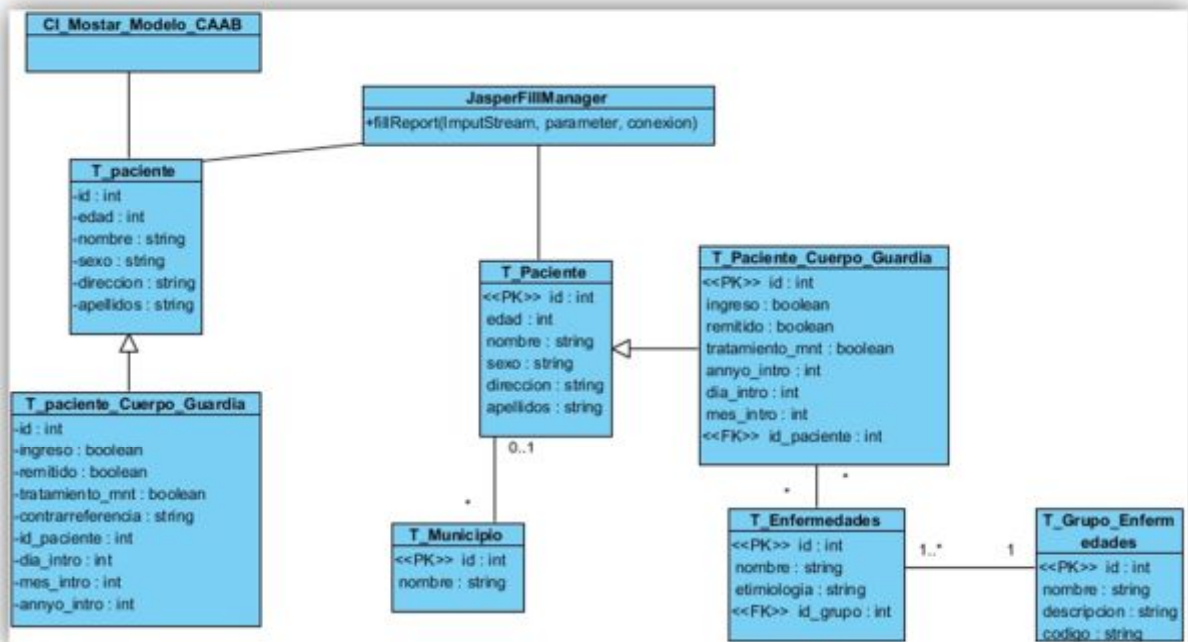 CI_Mostar_Modelo_CAAB
JasperFillManager
+fillReport(ImputStream, parameter, conexion)
T_paciente
-id : int
-edad : int
-nombre : string
-sexo : string
-direccion : string
-apellidos : string
T_paciente_Cuerpo_Guardia
-id : int
-ingreso : boolean
-remitido : boolean
-tratamiento_mnt : boolean
-contrarreferencia : string
-id_paciente : int
-dia_intro : int
-mes_intro : int
-annyo_intro : int
T_Paciente
<<PK>> id : int
edad : int
nombre : string
sexo : string
direccion : string
apellidos : string
0..1
*
T_Municipio
<<PK>> id : int
nombre : string
T_Paciente_Cuerpo_Guardia
<<PK>> id : int
ingreso : boolean
remitido : boolean
tratamiento_mnt : boolean
annyo_intro : int
dia_intro : int
mes_intro : int
<<FK>> id_paciente : int
*
*
T_Enfermedades
<<PK>> id : int
nombre : string
etimiologia : string
<<FK>> id_grupo : int
1..*
1
T_Grupo_Enferm
edades
<<PK>> id : int
nombre : string
descripcion : string
codigo : string